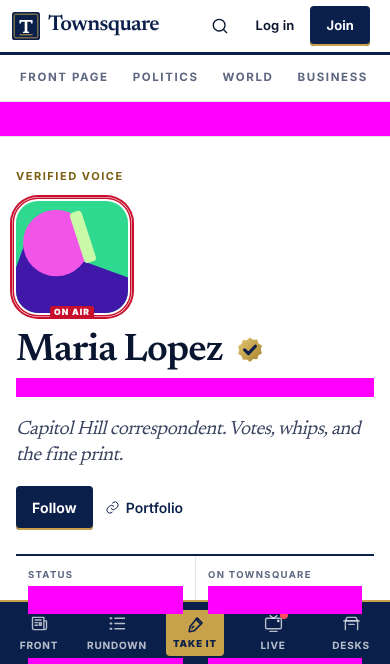 T Townsquare
Log in
Join
FRONT PAGE
POLITICS
WORLD
BUSINESS
VERIFIED VOICE
ON AIR
Maria Lopez
Capitol Hill correspondent. Votes, whips, and
the fine print.
Follow
Portfolio
STATUS
ON TOWNSQUARE
FRONT
RUNDOWN
TAKE IT
LIVE
DESKS